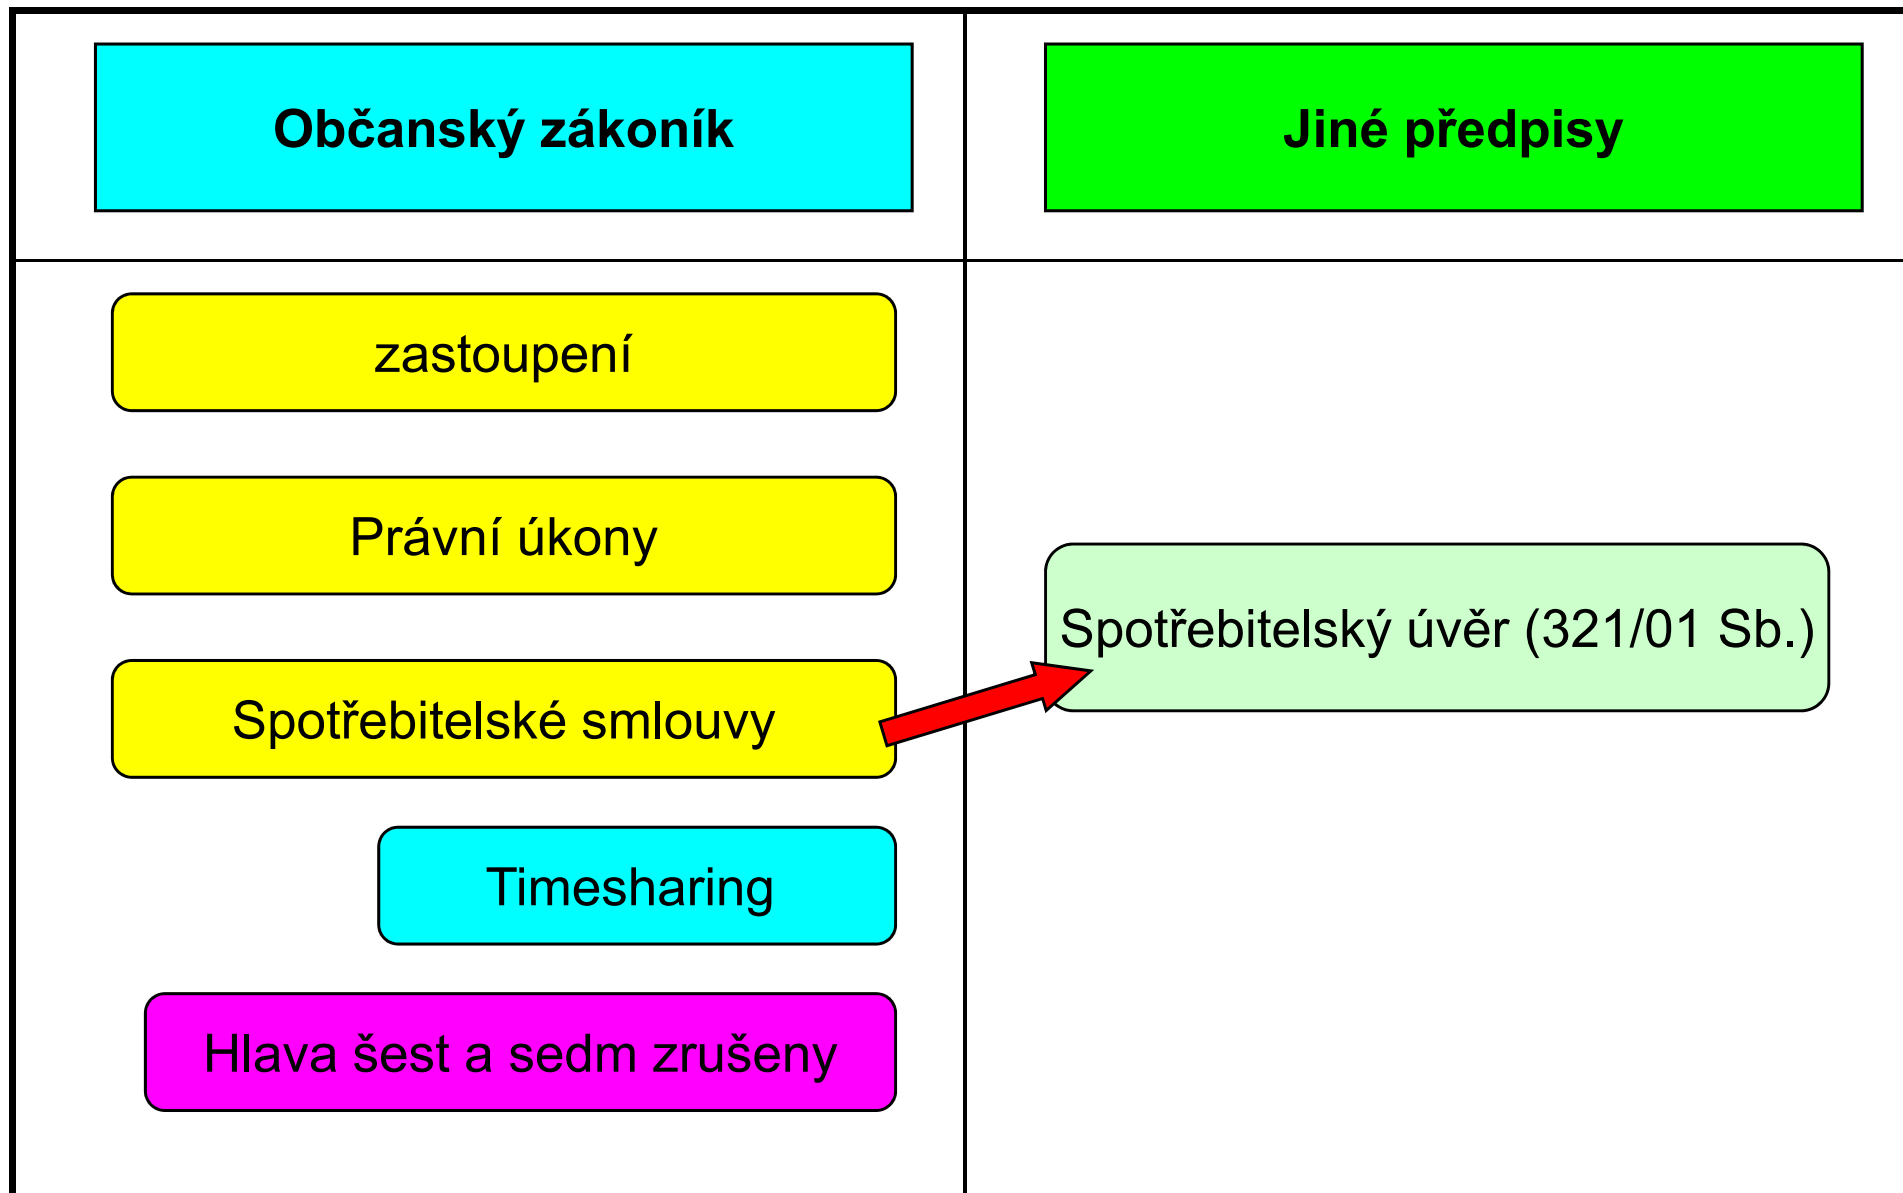 Občanský zákoník
Jiné předpisy
zastoupení
Právní úkony
Spotřebitelský úvěr (321/01 Sb.)
Spotřebitelské smlouvy
Timesharing
Hlava šest a sedm zrušeny